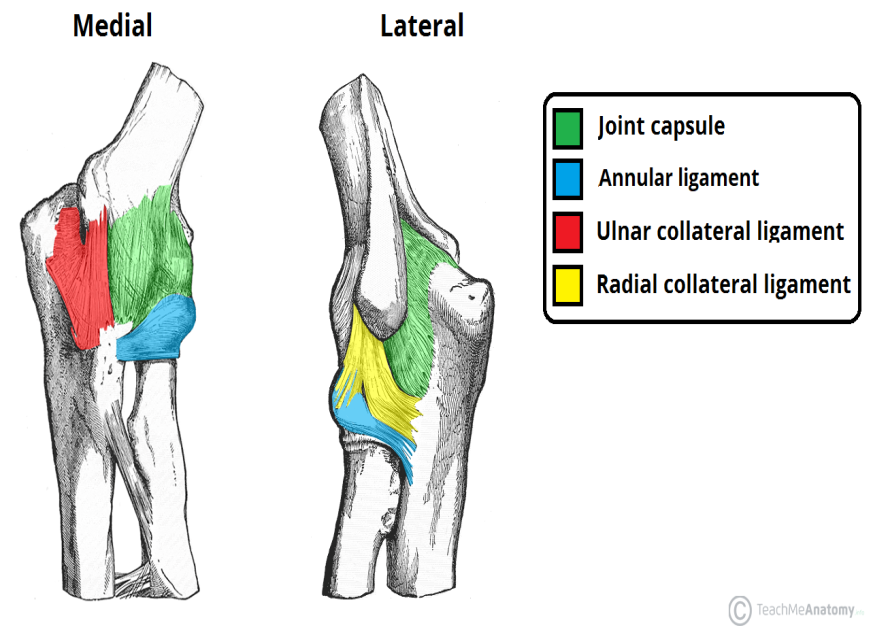 Medial
Lateral
Joint capsule
Annular ligament
Ulnar collateral ligament
Radial collateral ligament
© TeachMeAnatomy